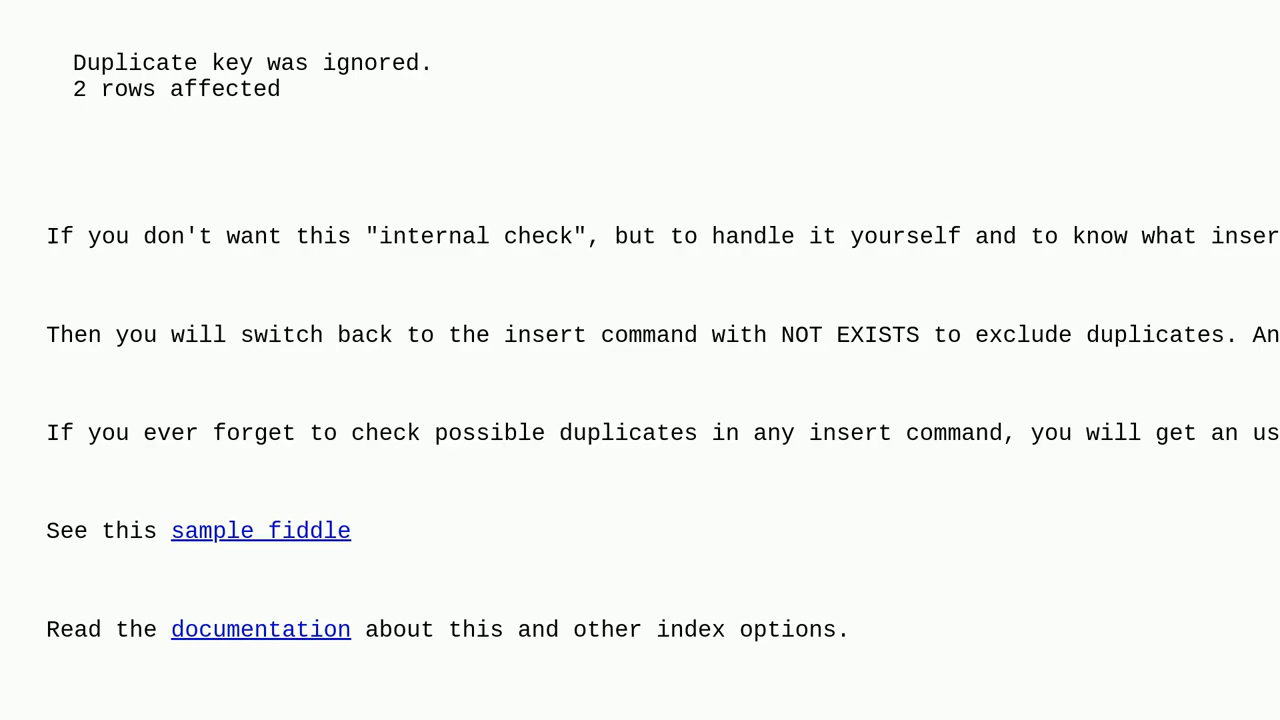 Duplicate key was ignored.
2 rows affected
If you don't want this "internal check", but to handle it yourself and to know what
Then you will switch back to the insert command with NOT EXISTS to exclude duplicates.
If you ever forget to check possible duplicates in any insert command, you will get an
See this sample fiddle
Read the documentation about this and other index options.